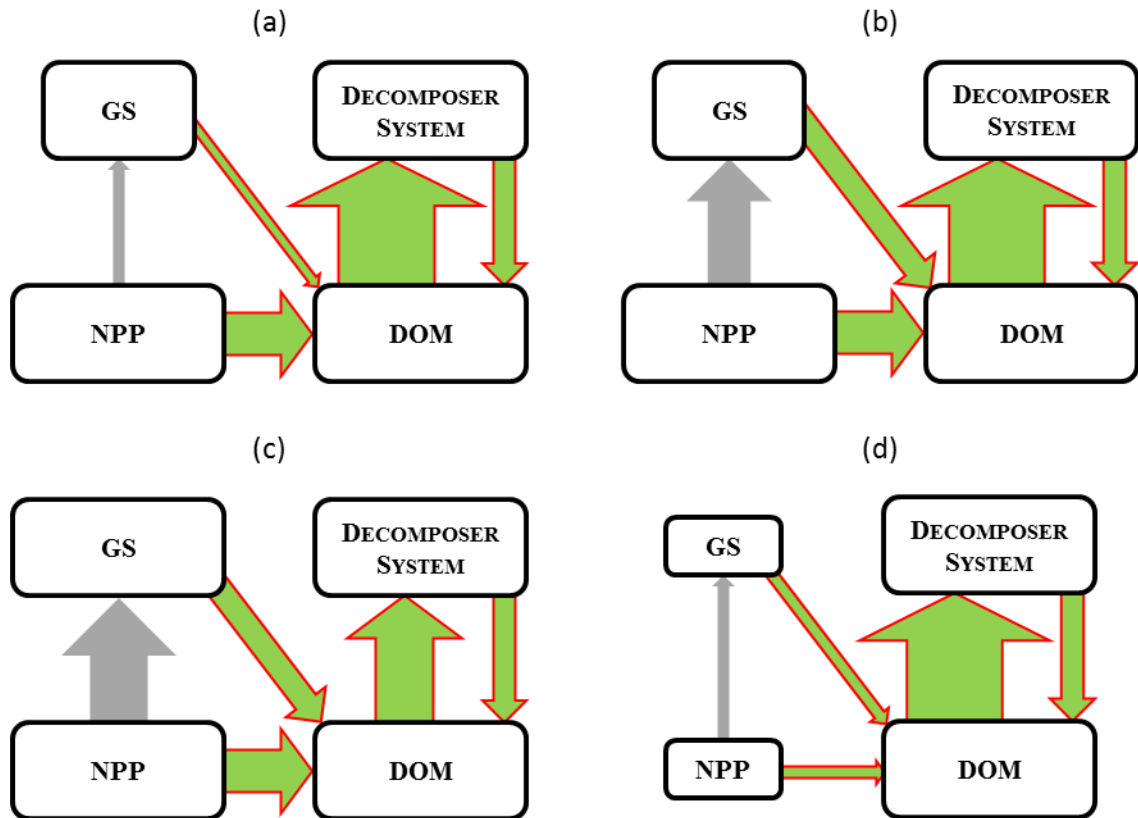 (a)
GS
DECOMPOSER
SYSTEM
NPP
DOM
(b)
GS
DECOMPOSER
SYSTEM
NPP
DOM
(c)
GS
DECOMPOSER
SYSTEM
NPP
DOM
(d)
GS
DECOMPOSER
SYSTEM
NPP
DOM